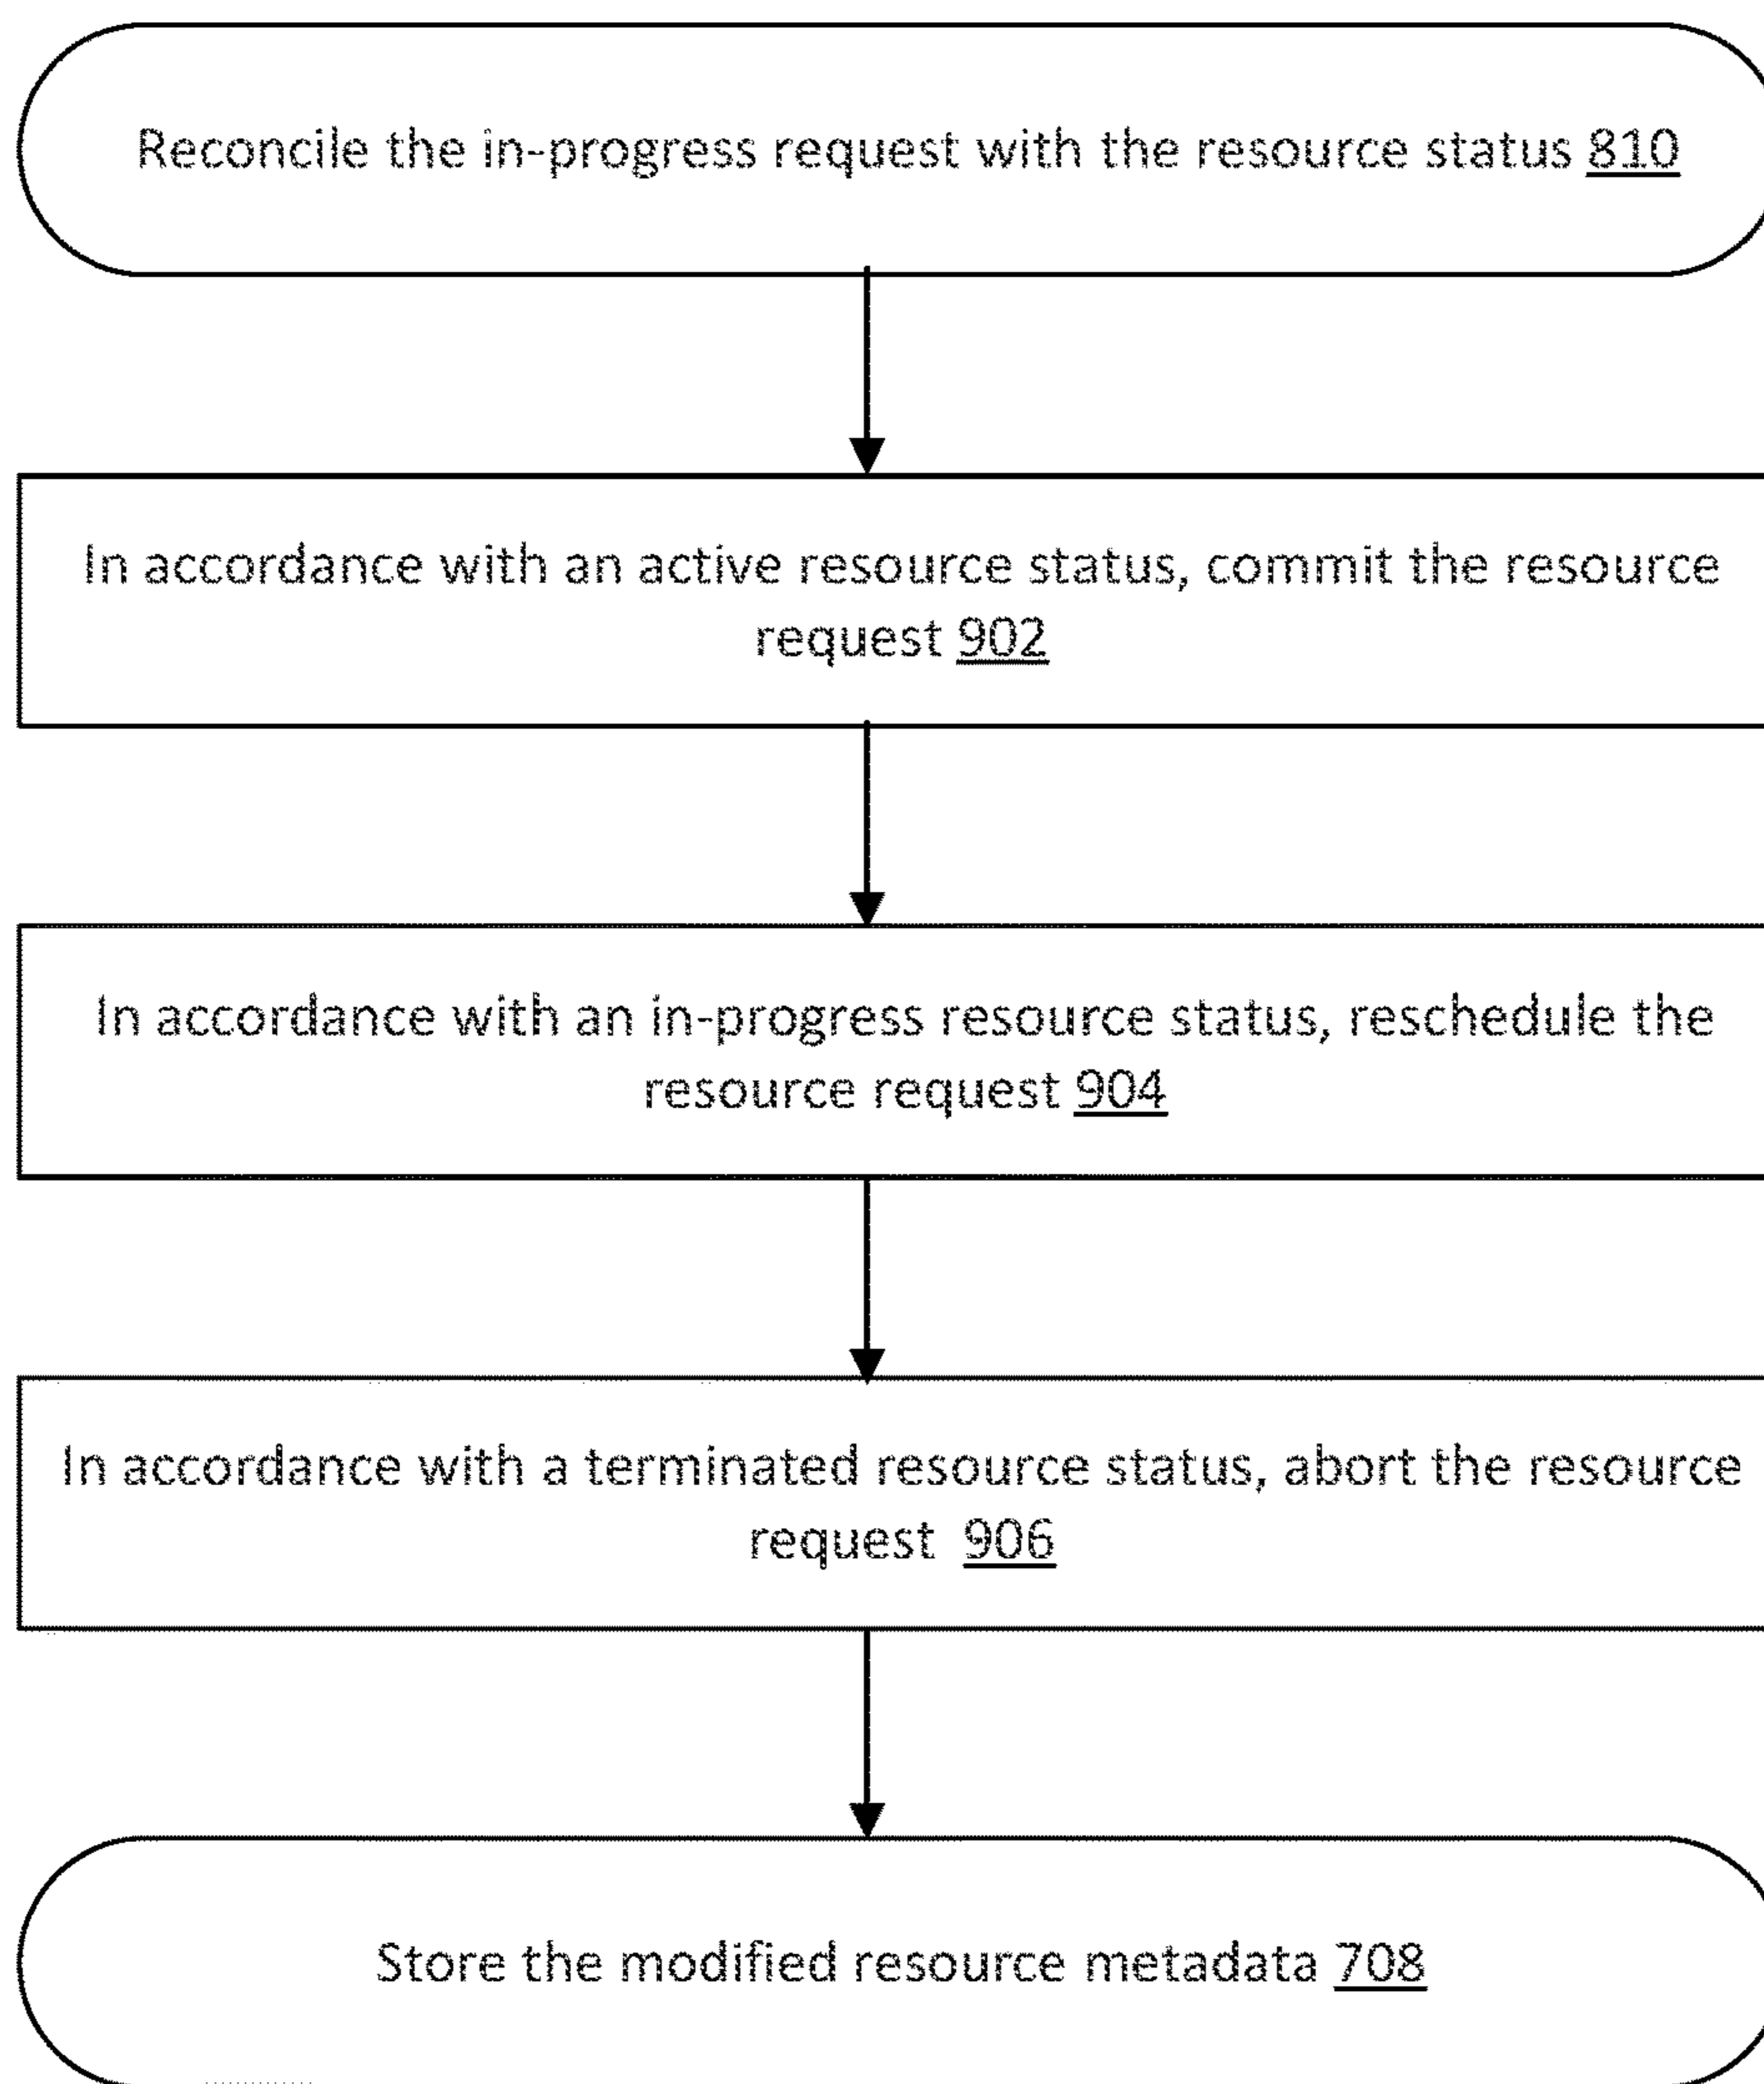 Reconcile the in-progress request with the resource status 810
In accordance with an active resource status, commit the resource
request 902
In accordance with an in-progress resource status, reschedule the
resource request 904
In accordance with a terminated resource status, abort the resource
request 906
Store the modified resource metadata 708